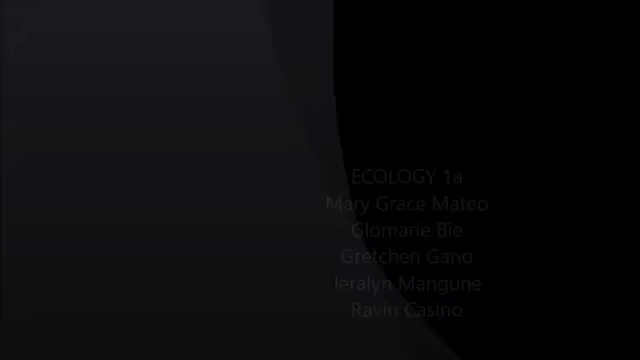 ECOLOGY 1a
Mary Grace Mateo
Glomarie Bie
Gretchen Gano
Jeralyn Mangune
Ravin Casino